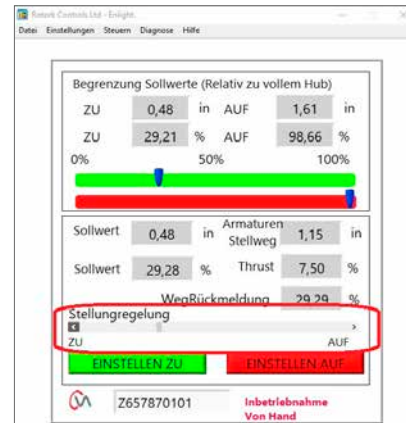 Rotork Controls Ltd - Enlight.
Datei Einstellungen Steuern Diagnose Hilfe
Begrenzung Sollwerte (Relativ zu vollem Hub)
ZU 0,48 in AUF 1,61 in
ZU 29,21 % AUF 98,66 %
0% 50% 100%
Sollwert 0,48 in Armaturen Stellweg 1,15 in
Sollwert 29,28 % Thrust 7,50 %
WegRückmeldung 29,29 %
Stellungregelung
ZU AUF
EINSTELLEN ZU EINSTELLEN AUF
Z657870101 Inbetriebnahme
Von Hand